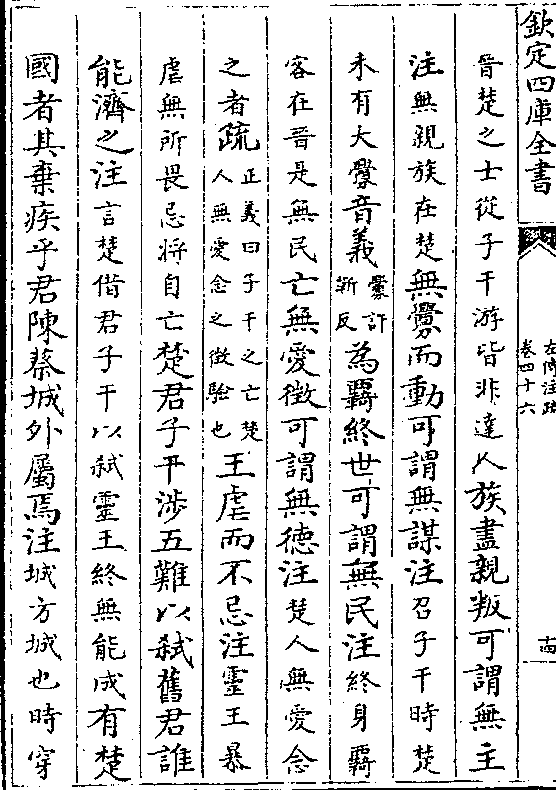 欽定四庫全書
左傳注疏
卷四十六
十四
晉楚之士從子干游皆非達人族盡親叛可謂無主
注無親族在楚無釁而動可謂無謀注召子干時楚
未有大釁音義釁許靳反為覊終世可謂無民注終身覊
客在晉是無民亡無愛徵可謂無德注楚人無愛念
之者疏正義曰子干之亡楚人無愛念之徵驗也王虐而不忌注靈王暴
虐無所畏忌將自亡楚君子干涉五難以弑舊君誰
能濟之注言楚借君子干以弑靈王終無能成有楚
國者其棄疾乎君陳蔡城外屬焉注城方城也時穿